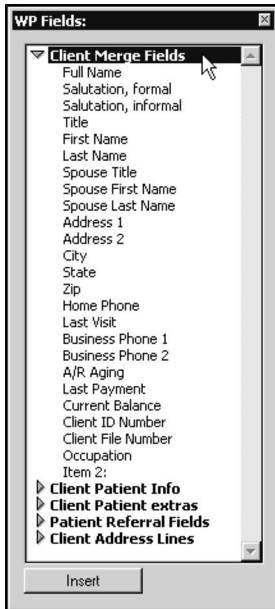 WP Fields:
Client Merge Fields
Full Name
Salutation, formal
Salutation, informal
Title
First Name
Last Name
Spouse Title
Spouse First Name
Spouse Last Name
Address 1
Address 2
City
State
Zip
Home Phone
Last Visit
Business Phone 1
Business Phone 2
A/R Aging
Last Payment
Current Balance
Client ID Number
Client File Number
Occupation
Item 2:
Client Patient Info
Client Patient extras
Patient Referral Fields
Client Address Lines
Insert